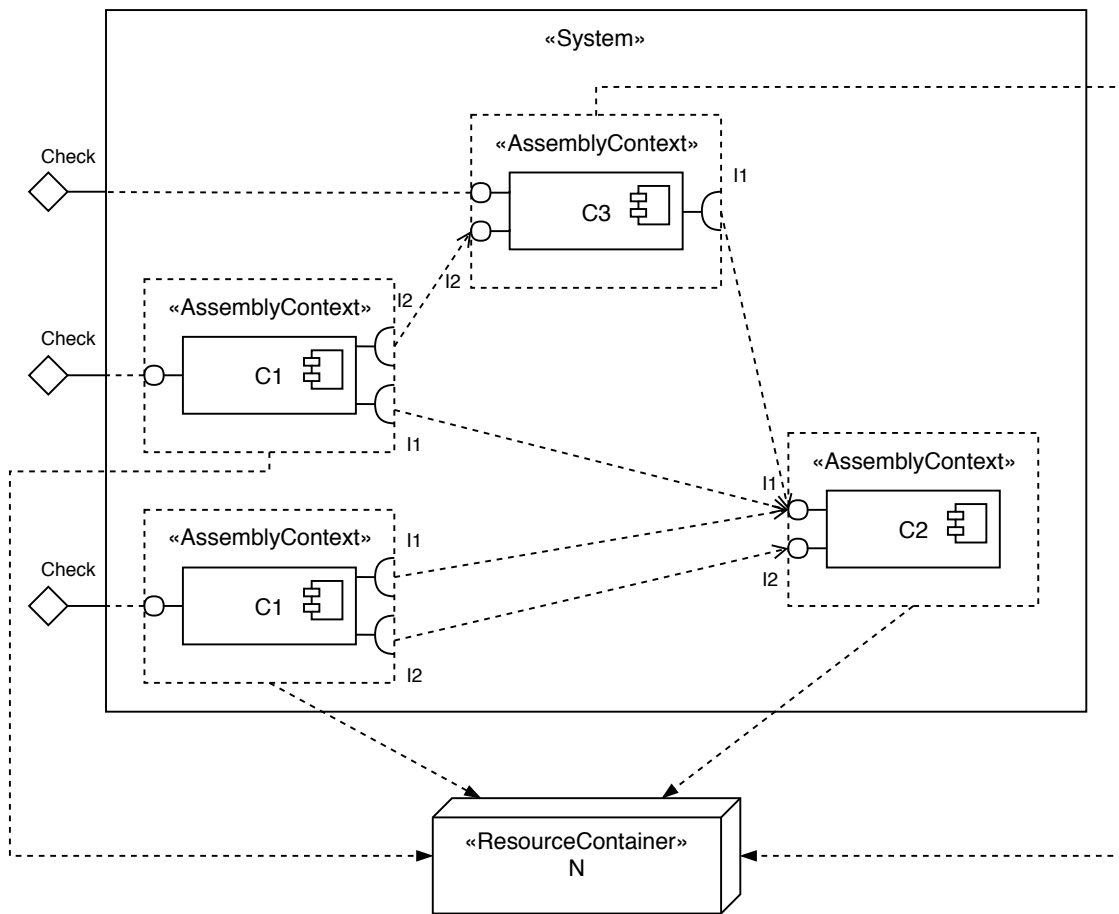 «System»
«AssemblyContext»
Check
I1
C3
I2
I2
«AssemblyContext»
Check
C1
I1
«AssemblyContext»
I1
C2
I2
«AssemblyContext»
I1
Check
C1
I2
«ResourceContainer»
N